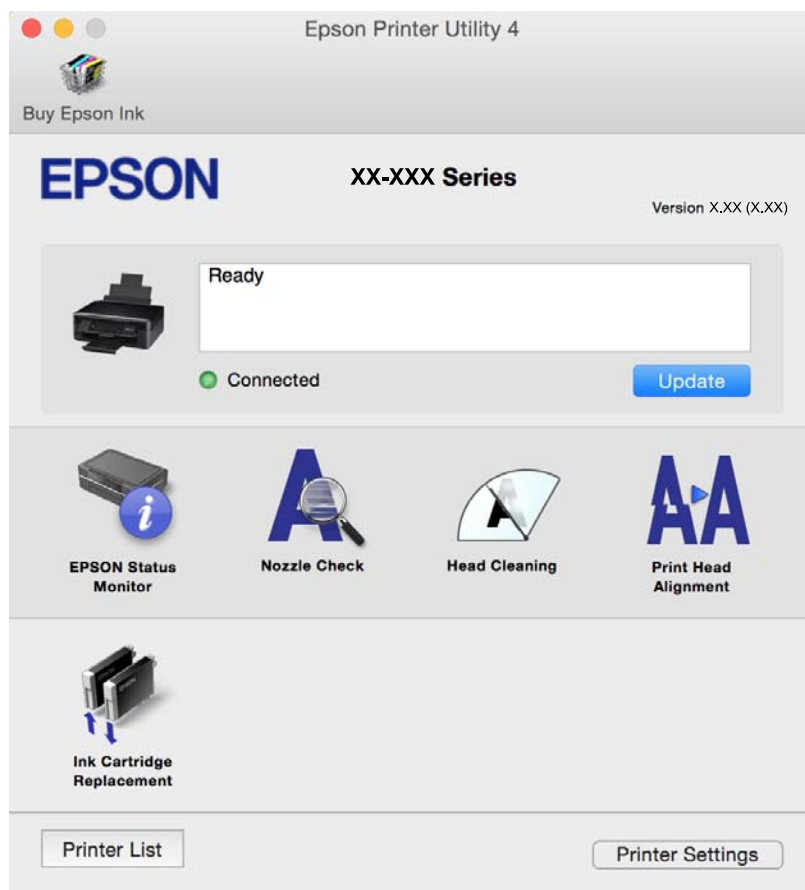 Epson Printer Utility 4
Buy Epson Ink
EPSON
XX-XXX Series
Version X.XX (X.XX)
Ready
Connected
Update
EPSON Status
Monitor
Nozzle Check
Head Cleaning
Print Head
Alignment
Ink Cartridge
Replacement
Printer List
Printer Settings